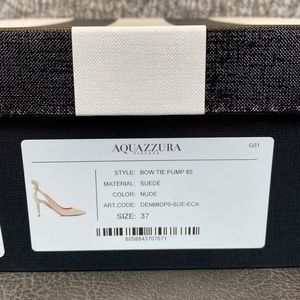 AQUAZZURA
FIRENZE
GS1
STYLE: BOW TIE PUMP 85
MATERIAL: SUEDE
COLOR: NUDE
ART.CODE: DENMIDP0-SUE-ECA
SIZE: 37
8058643707671